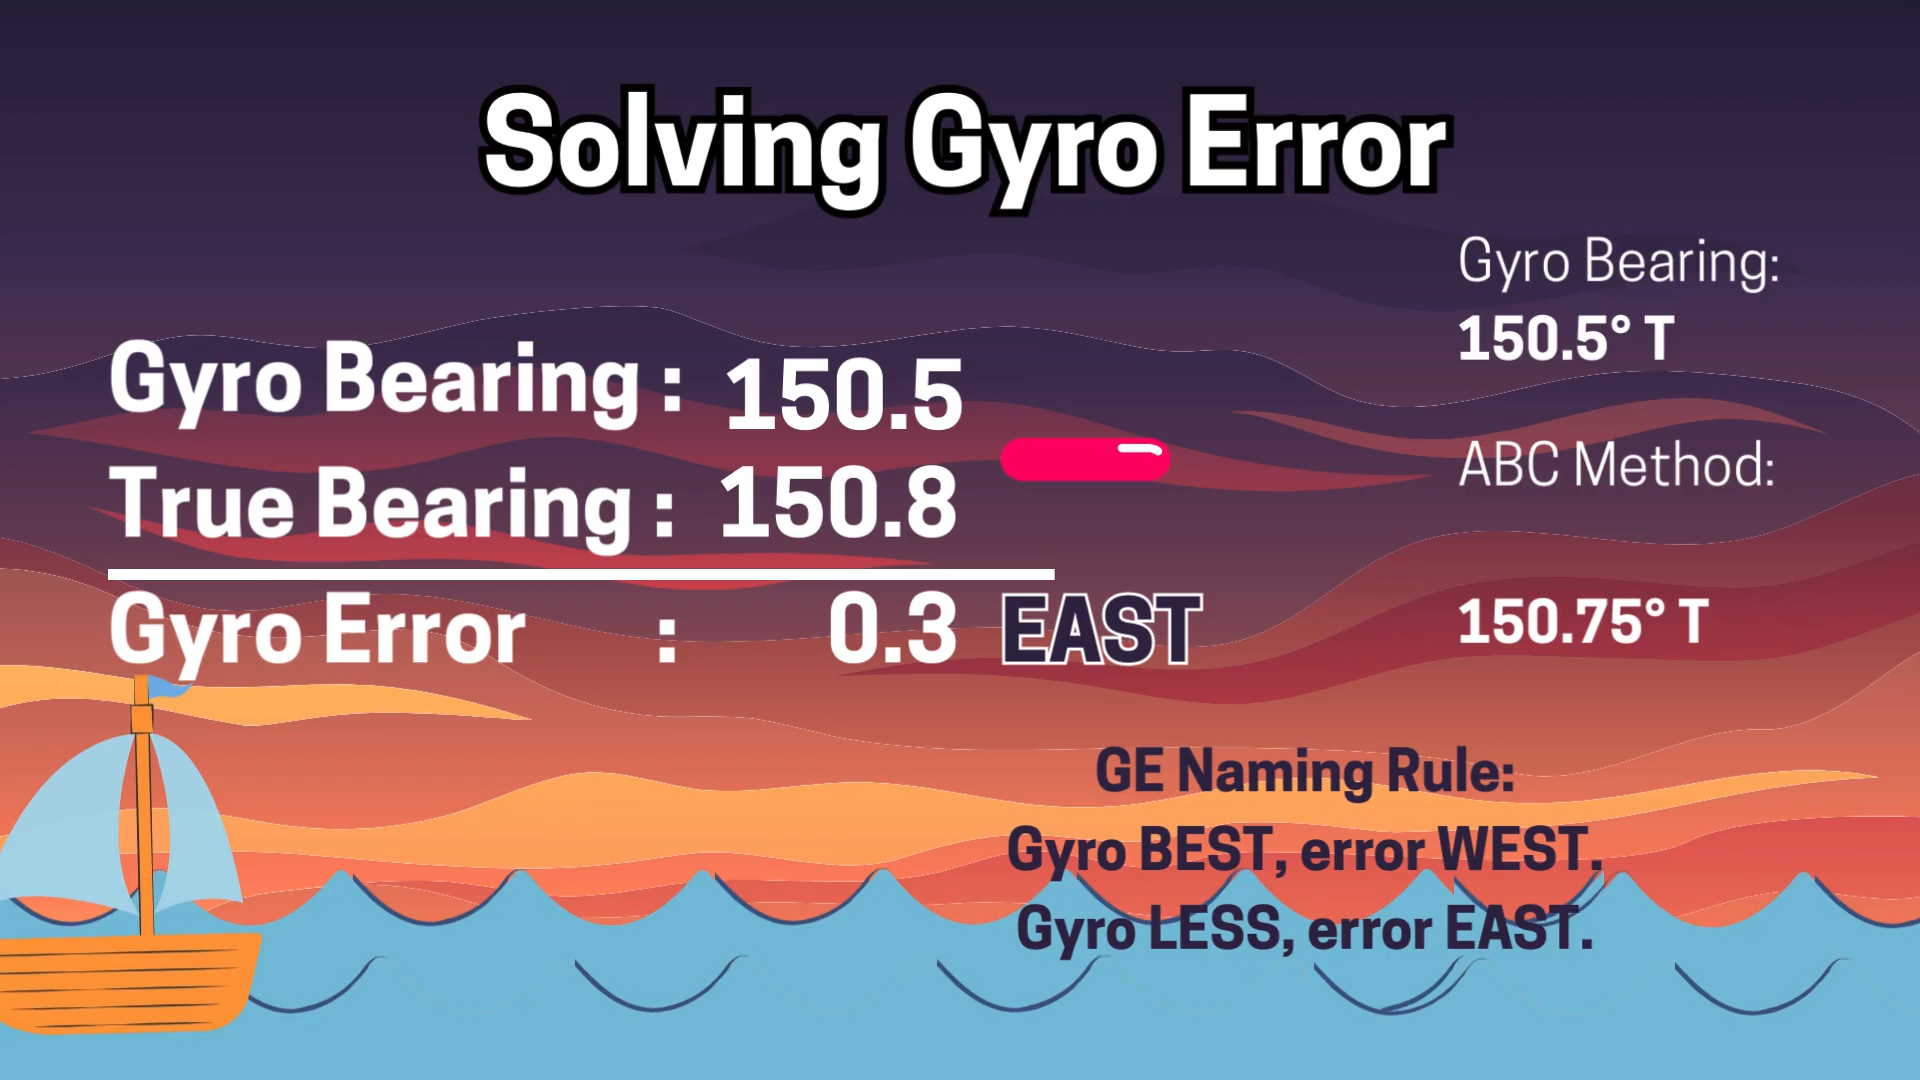 Solving Gyro Error
Gyro Bearing : 150.5
True Bearing : 150.8
Gyro Error : 0.3 EAST
Gyro Bearing:
150.5° T
ABC Method:
150.75° T
GE Naming Rule:
Gyro BEST, error WEST.
Gyro LESS, error EAST.